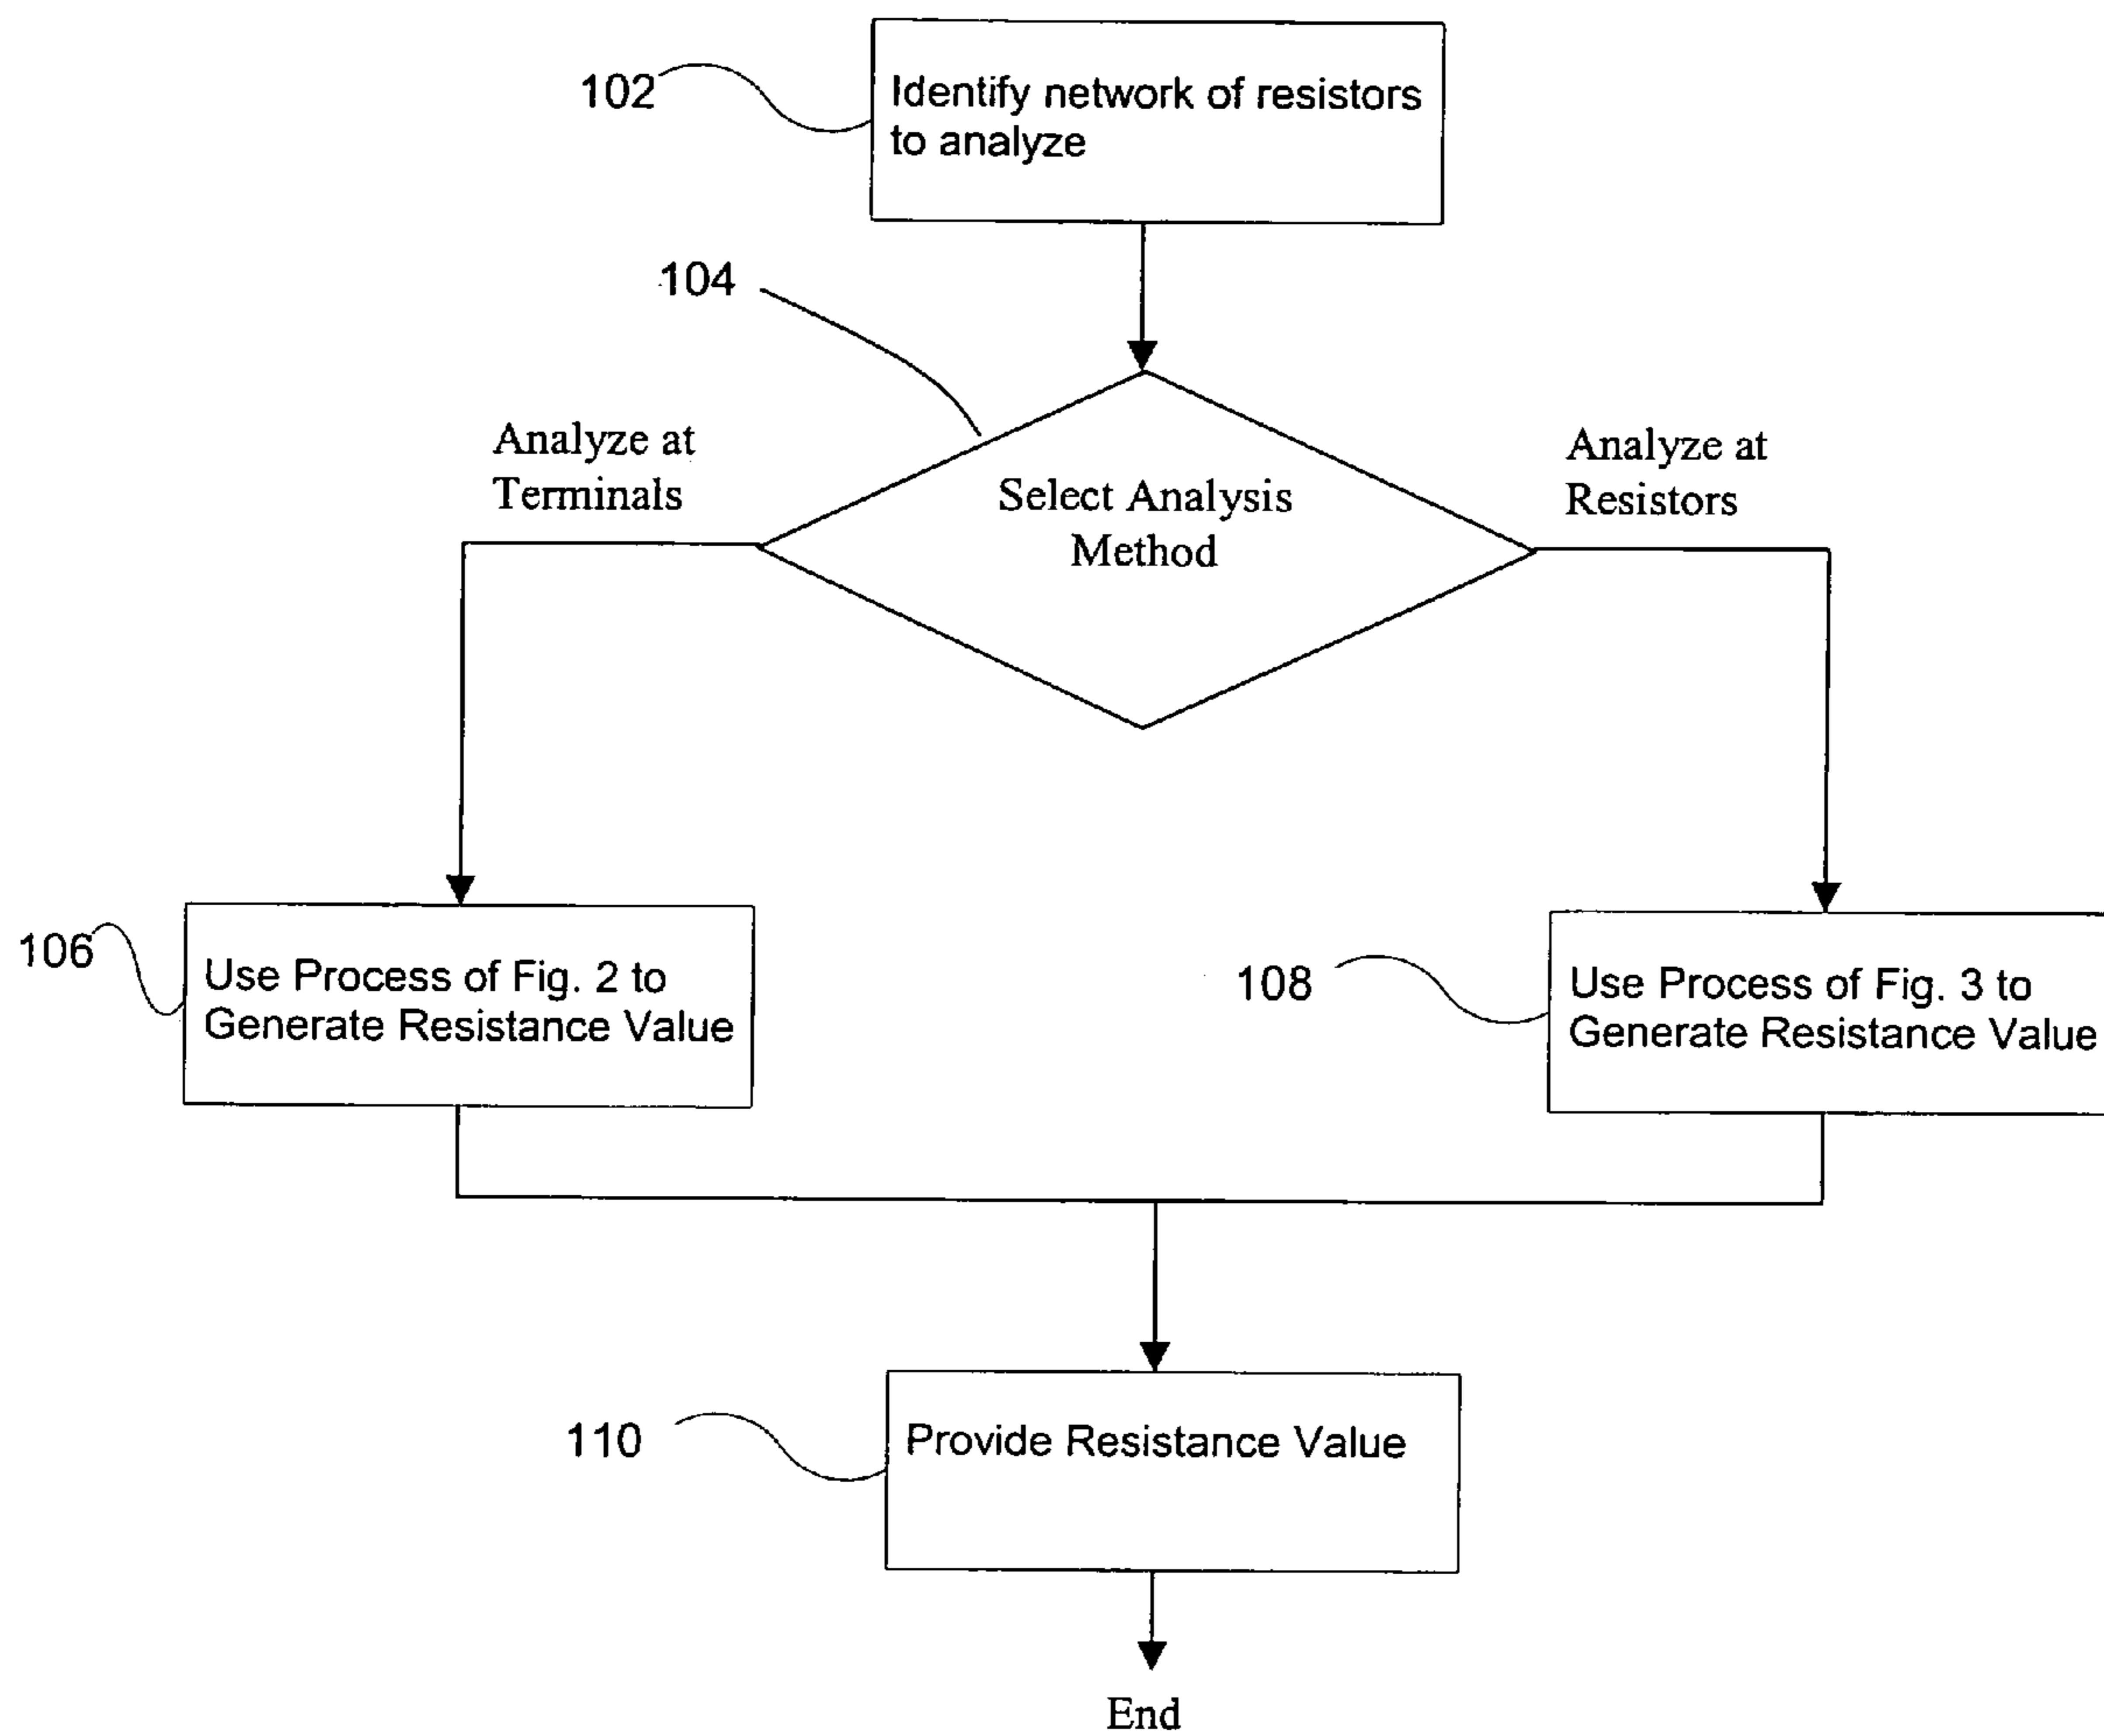 102
Identify network of resistors
to analyze
104
Analyze at
Terminals
Select Analysis
Method
Analyze at
Resistors
106
Use Process of Fig. 2 to
Generate Resistance Value
108
Use Process of Fig. 3 to
Generate Resistance Value
110
Provide Resistance Value
End